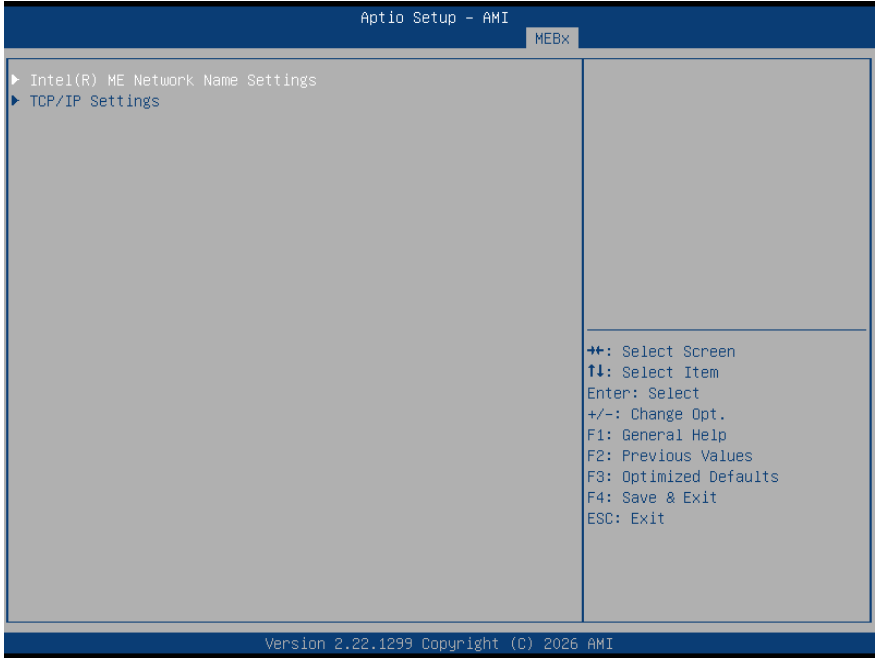 Aptio Setup – AMI
MEBx
▶ Intel(R) ME Network Name Settings
▶ TCP/IP Settings
→←: Select Screen
↑↓: Select Item
Enter: Select
+/-: Change Opt.
F1: General Help
F2: Previous Values
F3: Optimized Defaults
F4: Save & Exit
ESC: Exit
Version 2.22.1299 Copyright (C) 2026 AMI